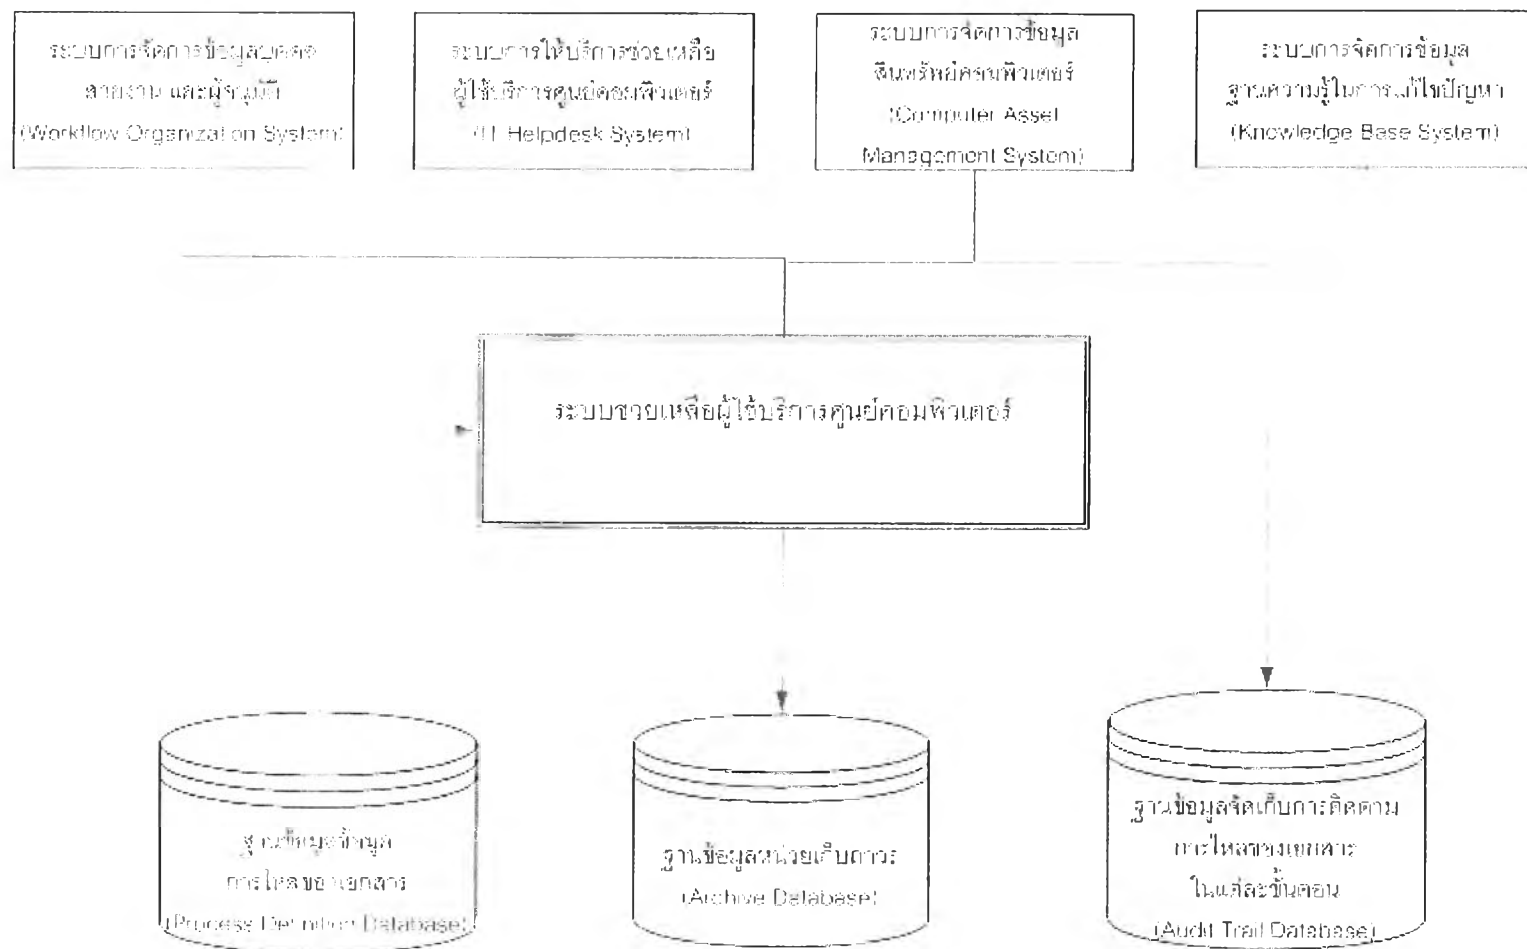 ระบบการจัดการข้อมูลบุคคล
สายงาน และผู้อนุมัติ
(Workflow Organization System)
ระบบการให้บริการช่วยเหลือ
ผู้ใช้บริการศูนย์คอมพิวเตอร์
(IT Helpdesk System)
ระบบการจัดการข้อมูล
สินทรัพย์คอมพิวเตอร์
(Computer Asset
Management System)
ระบบการจัดการข้อมูล
ฐานความรู้ในการแก้ไขปัญหา
(Knowledge Base System)
ระบบช่วยเหลือผู้ใช้บริการศูนย์คอมพิวเตอร์
ฐานข้อมูลข้อมูล
การไหลของเอกสาร
(Process Definition Database)
ฐานข้อมูลหน่วยเก็บถาวร
(Archive Database)
ฐานข้อมูลจัดเก็บการติดตาม
การไหลของเอกสาร
ในแต่ละขั้นตอน
(Audit Trail Database)